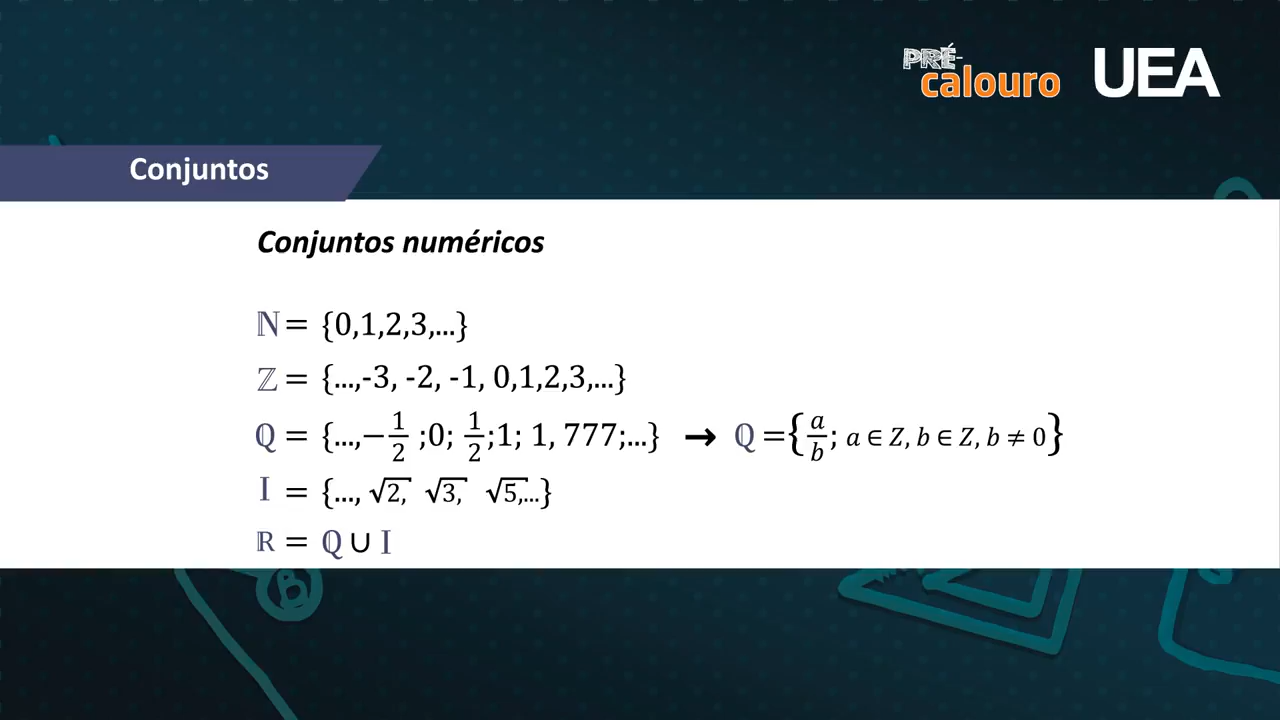 PRÉ-
calouro
UEA
Conjuntos
Conjuntos numéricos
ℕ = {0,1,2,3,...}
ℤ = {...,-3, -2, -1, 0,1,2,3,...}
ℚ = {...,−1/2 ;0; 1/2;1; 1, 777;...} → ℚ = {a/b; a ∈ Z, b ∈ Z, b ≠ 0}
𝕀 = {..., √2, √3, √5,...}
ℝ = ℚ ∪ 𝕀
B